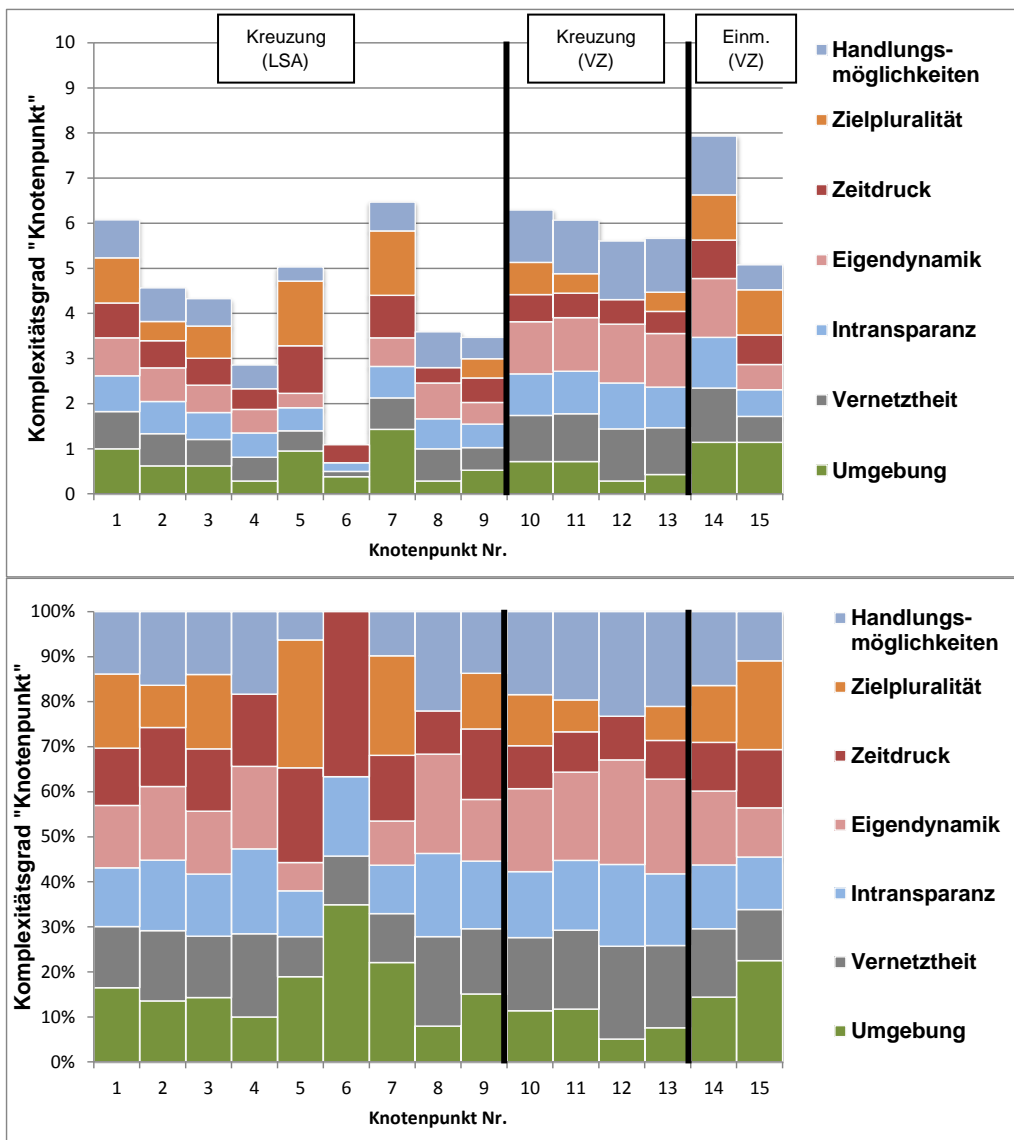 Kreuzung
(LSA)
Kreuzung
(VZ)
Einm.
(VZ)
Komplexitätsgrad "Knotenpunkt"
10
9
8
7
6
5
4
3
2
1
0
1 2 3 4 5 6 7 8 9 10 11 12 13 14 15
Knotenpunkt Nr.
Handlungs-
möglichkeiten
Zielpluralität
Zeitdruck
Eigendynamik
Intransparanz
Vernetztheit
Umgebung
Komplexitätsgrad "Knotenpunkt"
100%
90%
80%
70%
60%
50%
40%
30%
20%
10%
0%
1 2 3 4 5 6 7 8 9 10 11 12 13 14 15
Knotenpunkt Nr.
Handlungs-
möglichkeiten
Zielpluralität
Zeitdruck
Eigendynamik
Intransparanz
Vernetztheit
Umgebung